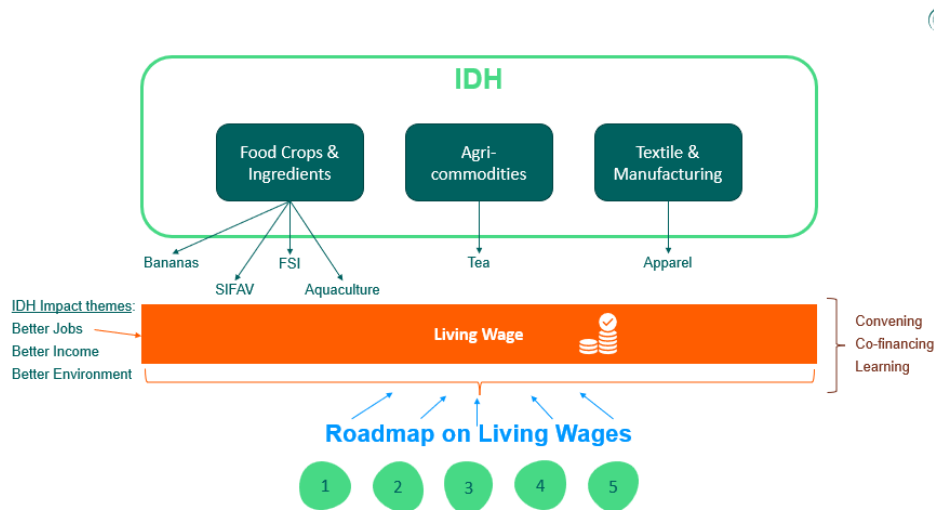 IDH
Food Crops &
Ingredients
Agri-
commodities
Textile &
Manufacturing
Bananas
FSI
Tea
Apparel
SIFAV
Aquaculture
IDH Impact themes:
Better Jobs
Better Income
Better Environment
Living Wage
Convening
Co-financing
Learning
Roadmap on Living Wages
1
2
3
4
5